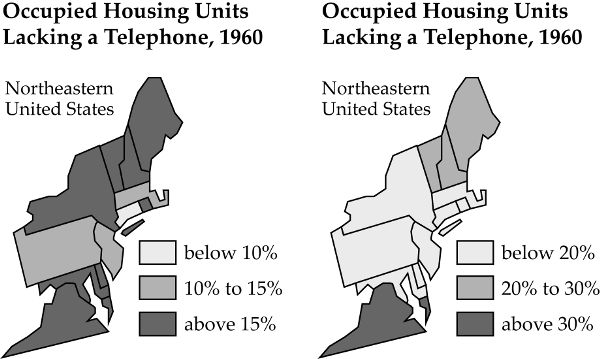 Occupied Housing Units
Lacking a Telephone, 1960
Northeastern
United States
below 10%
10% to 15%
above 15%
Occupied Housing Units
Lacking a Telephone, 1960
Northeastern
United States
below 20%
20% to 30%
above 30%